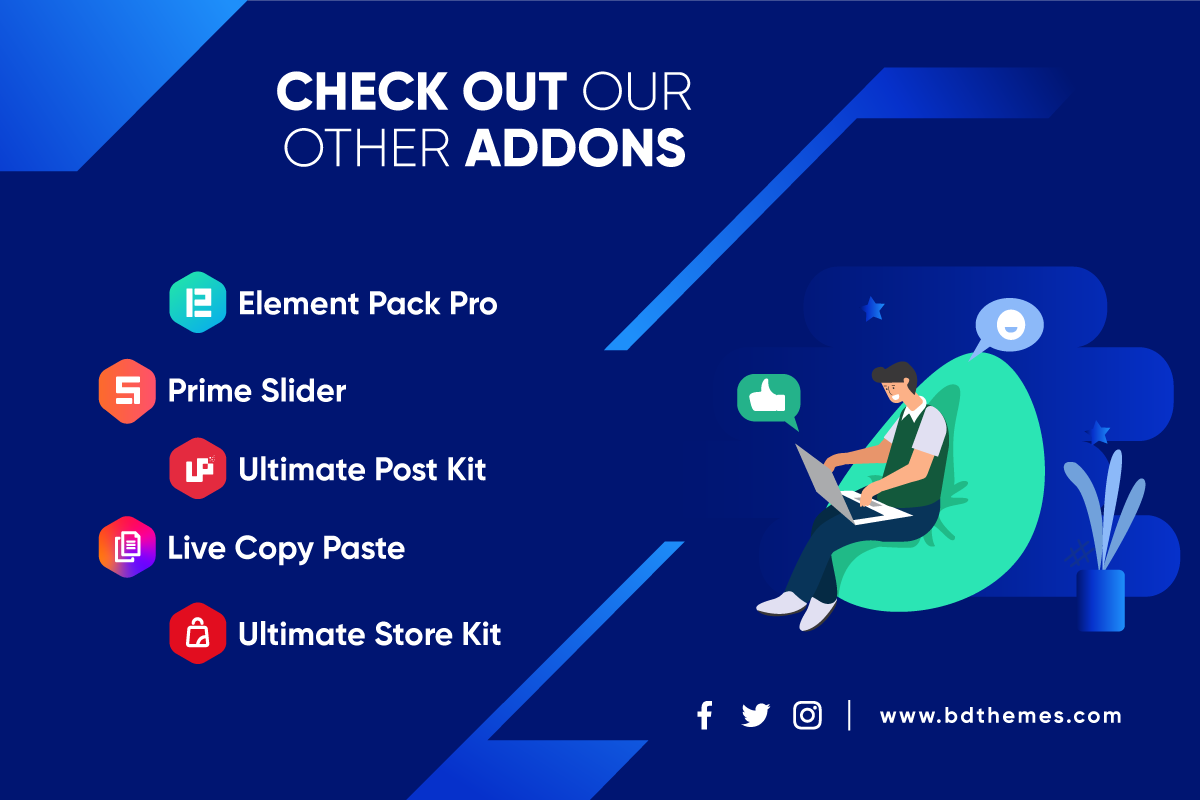 CHECK OUT OUR
OTHER ADDONS
Element Pack Pro
Prime Slider
Ultimate Post Kit
Live Copy Paste
Ultimate Store Kit
www.bdthemes.com